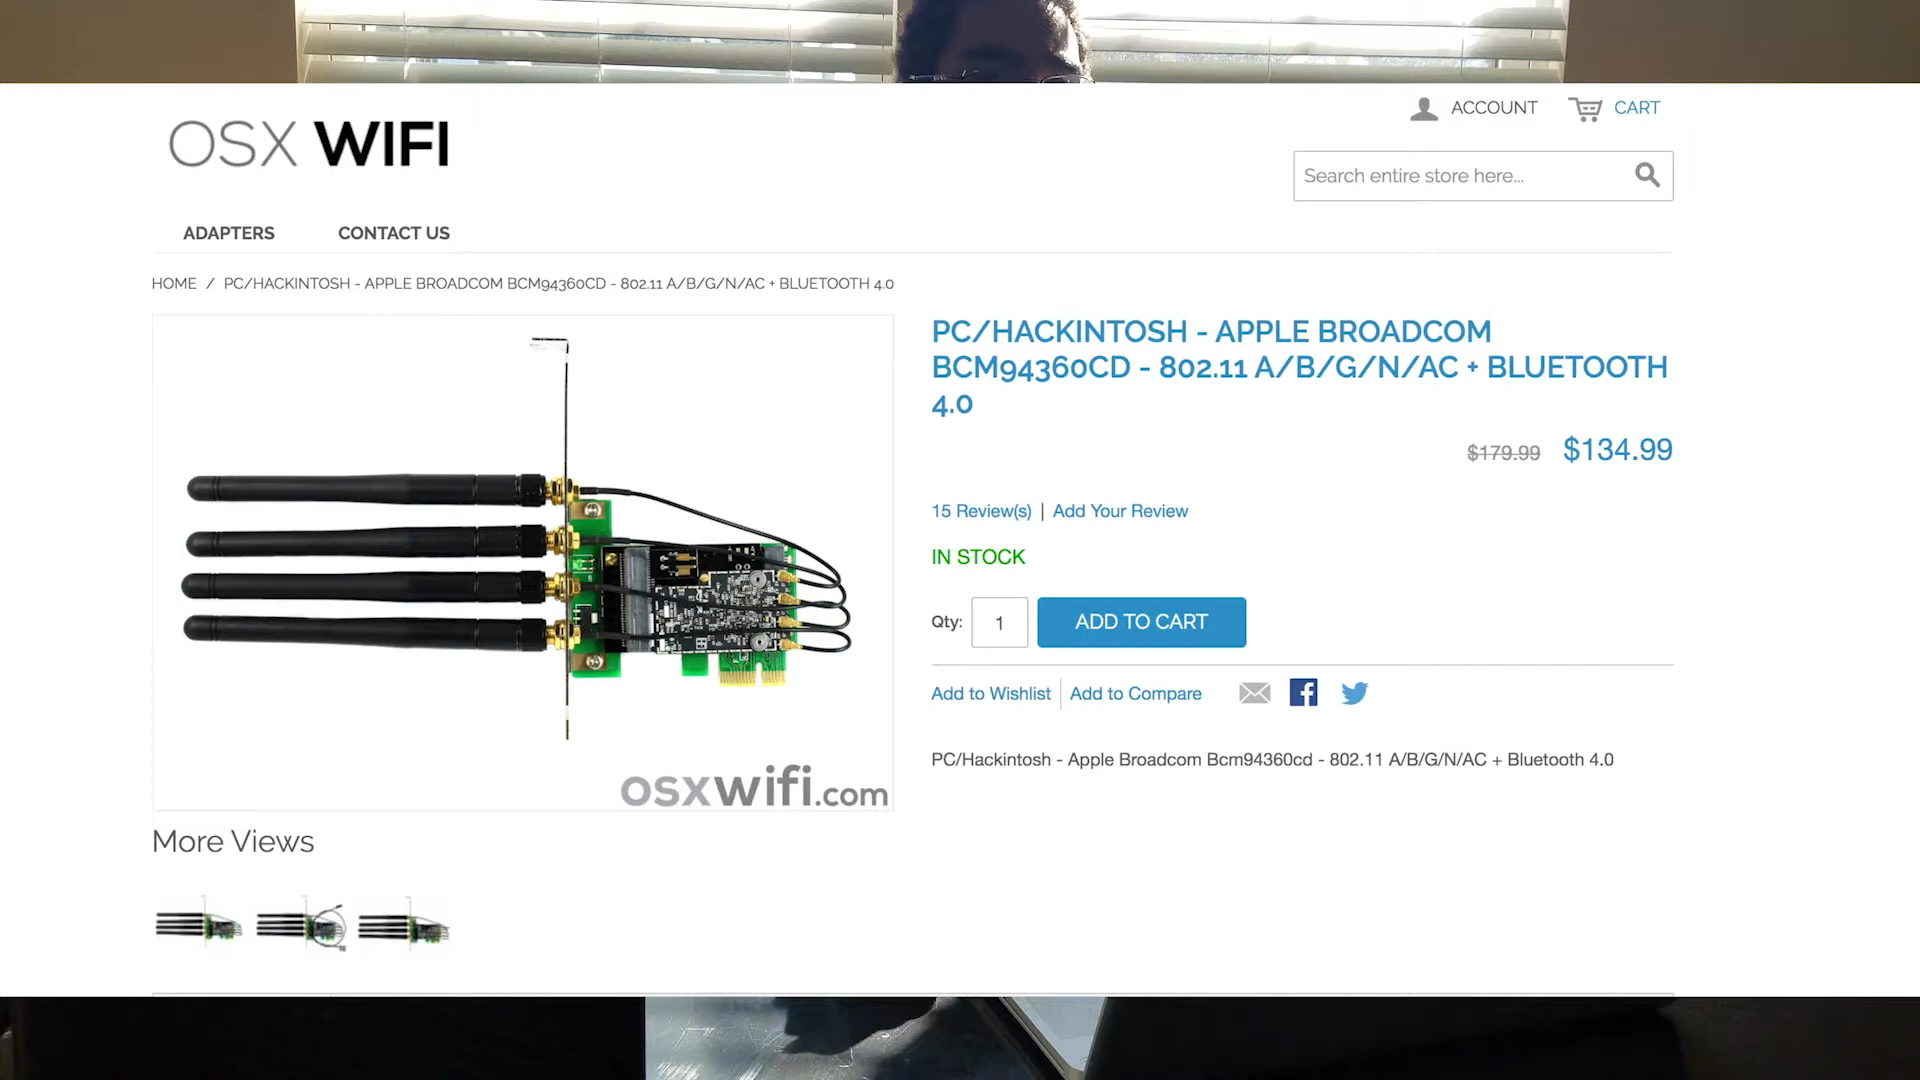 OSX WIFI
ACCOUNT
CART
Search entire store here...
ADAPTERS
CONTACT US
HOME / PC/HACKINTOSH - APPLE BROADCOM BCM94360CD - 802.11 A/B/G/N/AC + BLUETOOTH 4.0
PC/HACKINTOSH - APPLE BROADCOM
BCM94360CD - 802.11 A/B/G/N/AC + BLUETOOTH
4.0
$179.99 $134.99
15 Review(s) | Add Your Review
IN STOCK
Qty: 1 ADD TO CART
Add to Wishlist Add to Compare
PC/Hackintosh - Apple Broadcom Bcm94360cd - 802.11 A/B/G/N/AC + Bluetooth 4.0
osxwifi.com
More Views